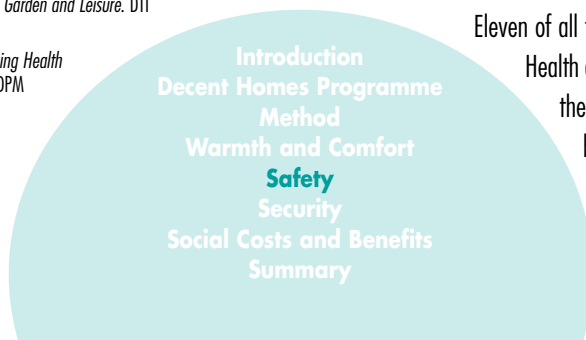 Garden and Leisure. DTI
ing Health
Introduction
Decent Homes Programme
Method
Warmth and Comfort
Safety
Security
Social Costs and Benefits
Summary
Eleven of all
Health
the